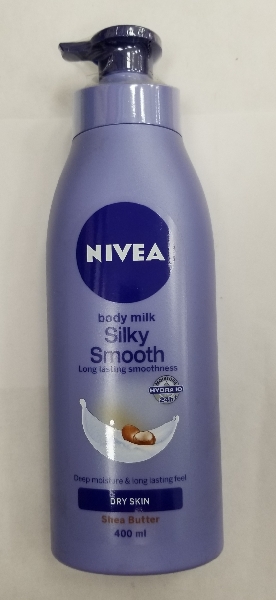 NIVEA
body milk
Silky
Smooth
Long lasting smoothness
HYDRA IQ
24h+
Deep moisture & long lasting feel
DRY SKIN
Shea Butter
400 ml